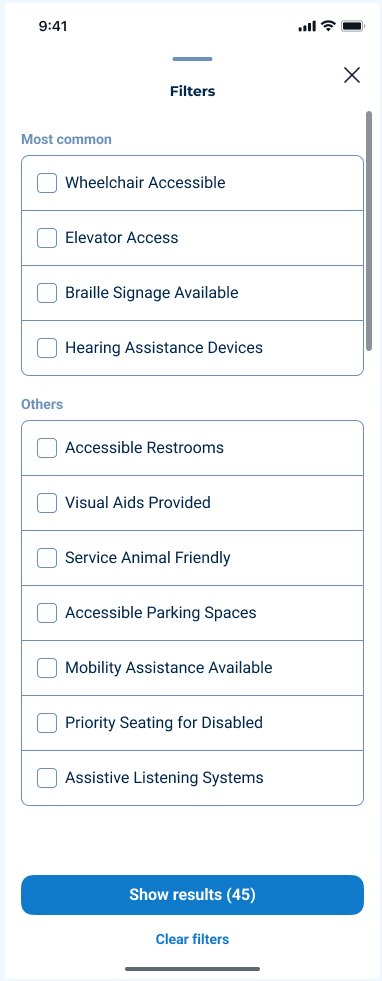 9:41
Filters
Most common
Wheelchair Accessible
Elevator Access
Braille Signage Available
Hearing Assistance Devices
Others
Accessible Restrooms
Visual Aids Provided
Service Animal Friendly
Accessible Parking Spaces
Mobility Assistance Available
Priority Seating for Disabled
Assistive Listening Systems
Show results (45)
Clear filters